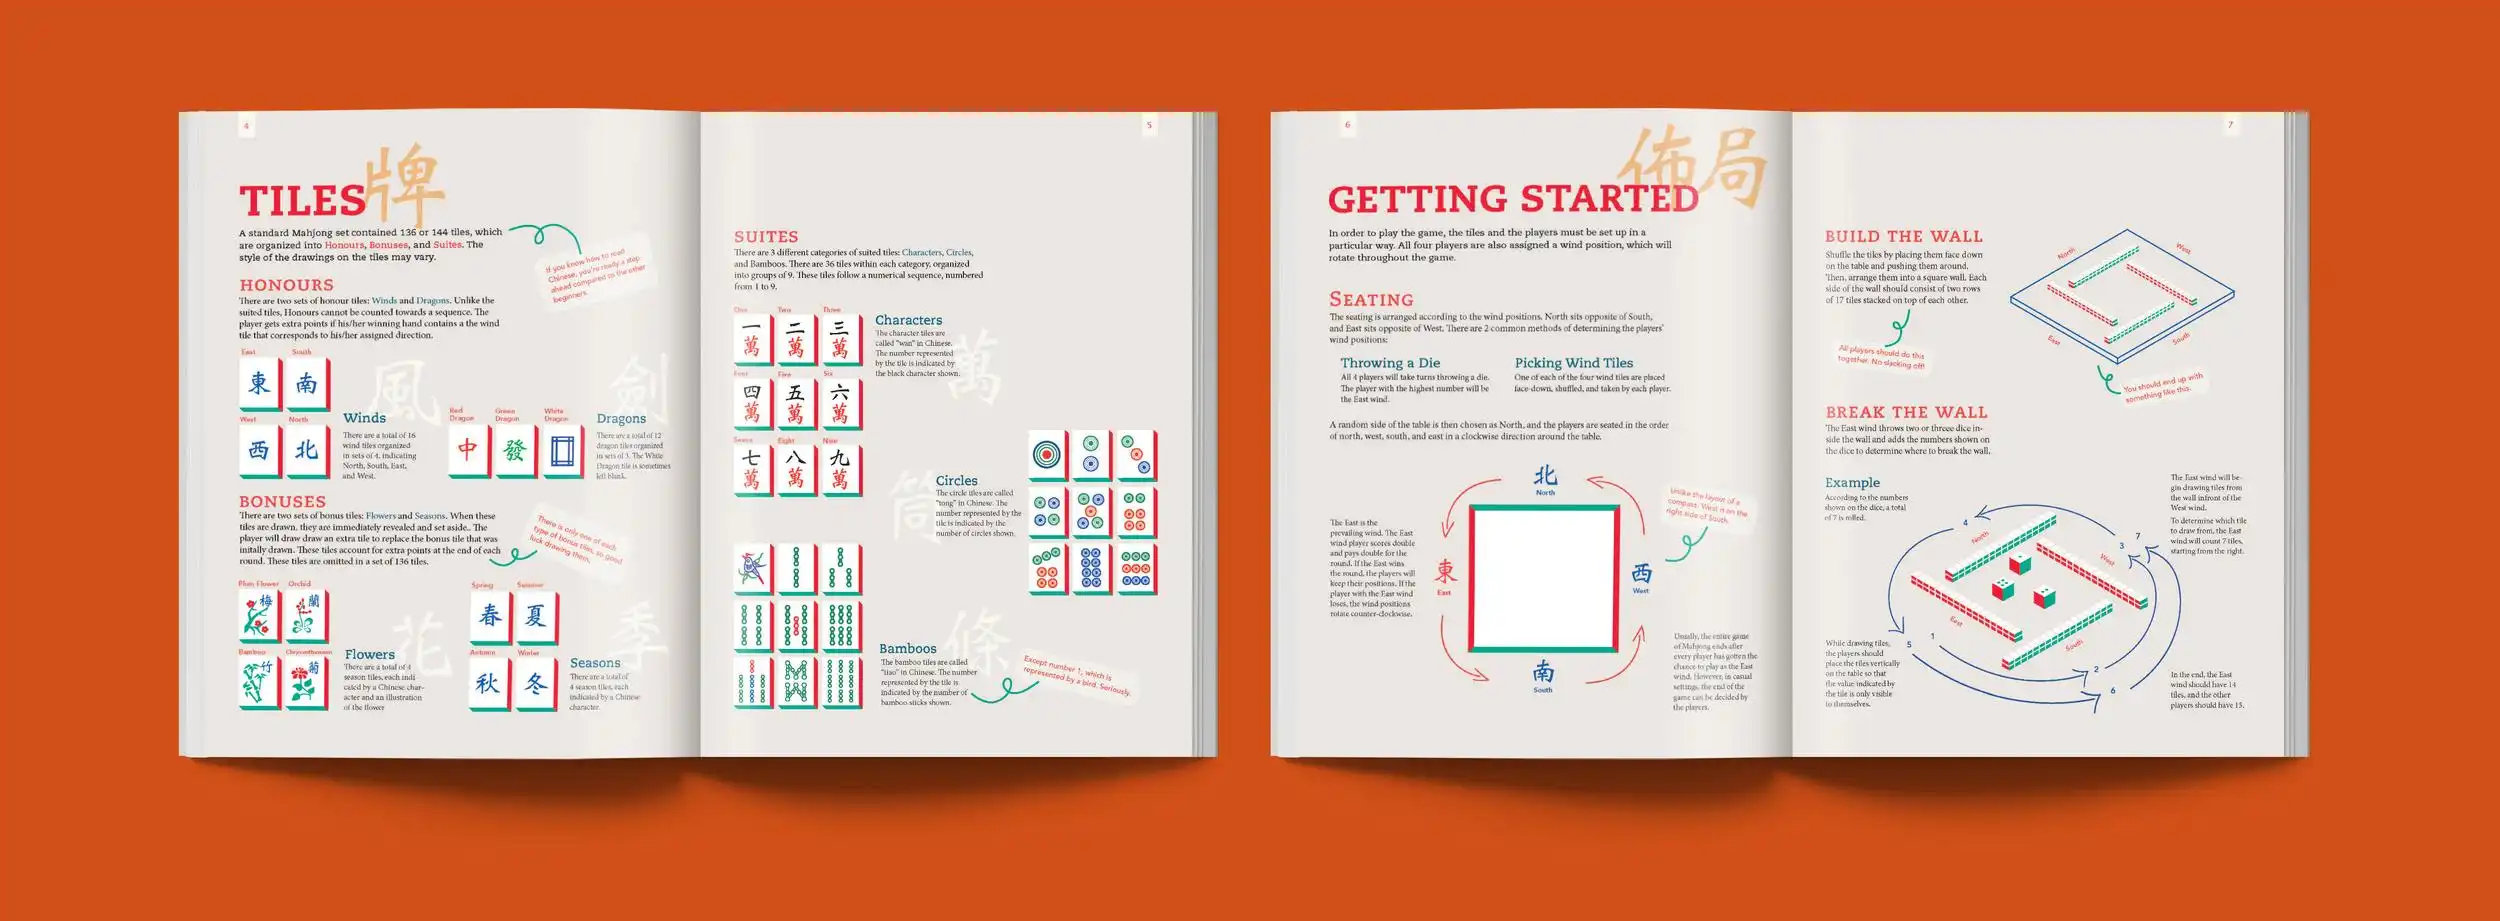 4
TILES牌
A standard Mahjong set contained 136 or 144 tiles, which
are organized into Honours, Bonuses, and Suites. The
style of the drawings on the tiles may vary.
If you know how to read
Chinese, you're really a step
ahead compared to the other
beginners.
HONOURS
There are two sets of honour tiles: Winds and Dragons. Unlike the
suited tiles, Honours cannot be counted towards a sequence. The
player gets extra points if his/her winning hand contains a the wind
tile that corresponds to his/her assigned direction.
East
South
東
南
West
North
西
北
風
Winds
There are a total of 16
wind tiles organized
in sets of 4, indicating
North, South, East,
and West.
Red
Dragon
Green
Dragon
White
Dragon
中
發
劍
Dragons
There are a total of 12
dragon tiles organized
in sets of 3. The White
Dragon tile is sometimes
left blank.
BONUSES
There are two sets of bonus tiles: Flowers and Seasons. When these
tiles are drawn, they are immediately revealed and set aside.. The
player will draw draw an extra tile to replace the bonus tile that was
initally drawn. These tiles account for extra points at the end of each
round. These tiles are omitted in a set of 136 tiles.
There is only one of each
type of bonus tiles, so good
luck drawing them.
Plum Flower
Orchid
梅
蘭
Bamboo
Chrysanthemum
竹
菊
花
Flowers
There are a total of 4
season tiles, each indi
cated by a Chinese char-
acter and an illustration
of the flower
Spring
Summer
春
夏
Autumn
Winter
秋
冬
季
Seasons
There are a total of
4 season tiles, each
indicated by a Chinese
character.
5
SUITES
There are 3 different categories of suited tiles: Characters, Circles,
and Bamboos. There are 36 tiles within each category, organized
into groups of 9. These tiles follow a numerical sequence, numbered
from 1 to 9.
One
Two
Three
一萬
二萬
三萬
Four
Five
Six
四萬
五萬
六萬
Seven
Eight
Nine
七萬
八萬
九萬
萬
Characters
The character tiles are
called "wan" in Chinese.
The number represented
by the tile is indicated by
the black character shown.
筒
Circles
The circle tiles are called
"tong" in Chinese. The
number represented by the
tile is indicated by the
number of circles shown.
條
Bamboos
The bamboo tiles are called
"tiao" in Chinese. The number
represented by the tile is
indicated by the number of
bamboo sticks shown.
Except number 1, which is
represented by a bird. Seriously.
6
GETTING STARTED佈局
In order to play the game, the tiles and the players must be set up in a
particular way. All four players are also assigned a wind position, which will
rotate throughout the game.
SEATING
The seating is arranged according to the wind positions. North sits opposite of South,
and East sits opposite of West. There are 2 common methods of determining the players'
wind positions:
Throwing a Die
All 4 players will take turns throwing a die.
The player with the highest number will be
the East wind.
Picking Wind Tiles
One of each of the four wind tiles are placed
face-down, shuffled, and taken by each player.
A random side of the table is then chosen as North, and the players are seated in the order
of north, west, south, and east in a clockwise direction around the table.
北
North
Unlike the layout of a
compass, West is on the
right side of South.
The East is the
prevailing wind. The East
wind player scores double
and pays double for the
round. If the East wins
the round, the players will
keep their positions. If the
player with the East wind
loses, the wind positions
rotate counter-clockwise.
東
East
西
West
南
South
Usually, the entire game
of Mahjong ends after
every player has gotten the
chance to play as the East
wind. However, in casual
settings, the end of the
game can be decided by
the players.
7
BUILD THE WALL
Shuffle the tiles by placing them face down
on the table and pushing them around.
Then, arrange them into a square wall. Each
side of the wall should consist of two rows
of 17 tiles stacked on top of each other.
All players should do this
together. No slacking off!
North
West
East
South
You should end up with
something like this.
BREAK THE WALL
The East wind throws two or threee dice in-
side the wall and adds the numbers shown on
the dice to determine where to break the wall.
Example
According to the numbers
shown on the dice, a total
of 7 is rolled.
The East wind will be-
gin drawing tiles from
the wall infront of the
West wind.
To determine which tile
to draw from, the East
wind will count 7 tiles,
starting from the right.
4
7
3
North
West
East
South
5
1
2
6
While drawing tiles,
the players should
place the tiles vertically
on the table so that
the value indicated by
the tile is only visible
to themselves.
In the end, the East
wind should have 14
tiles, and the other
players should have 13.